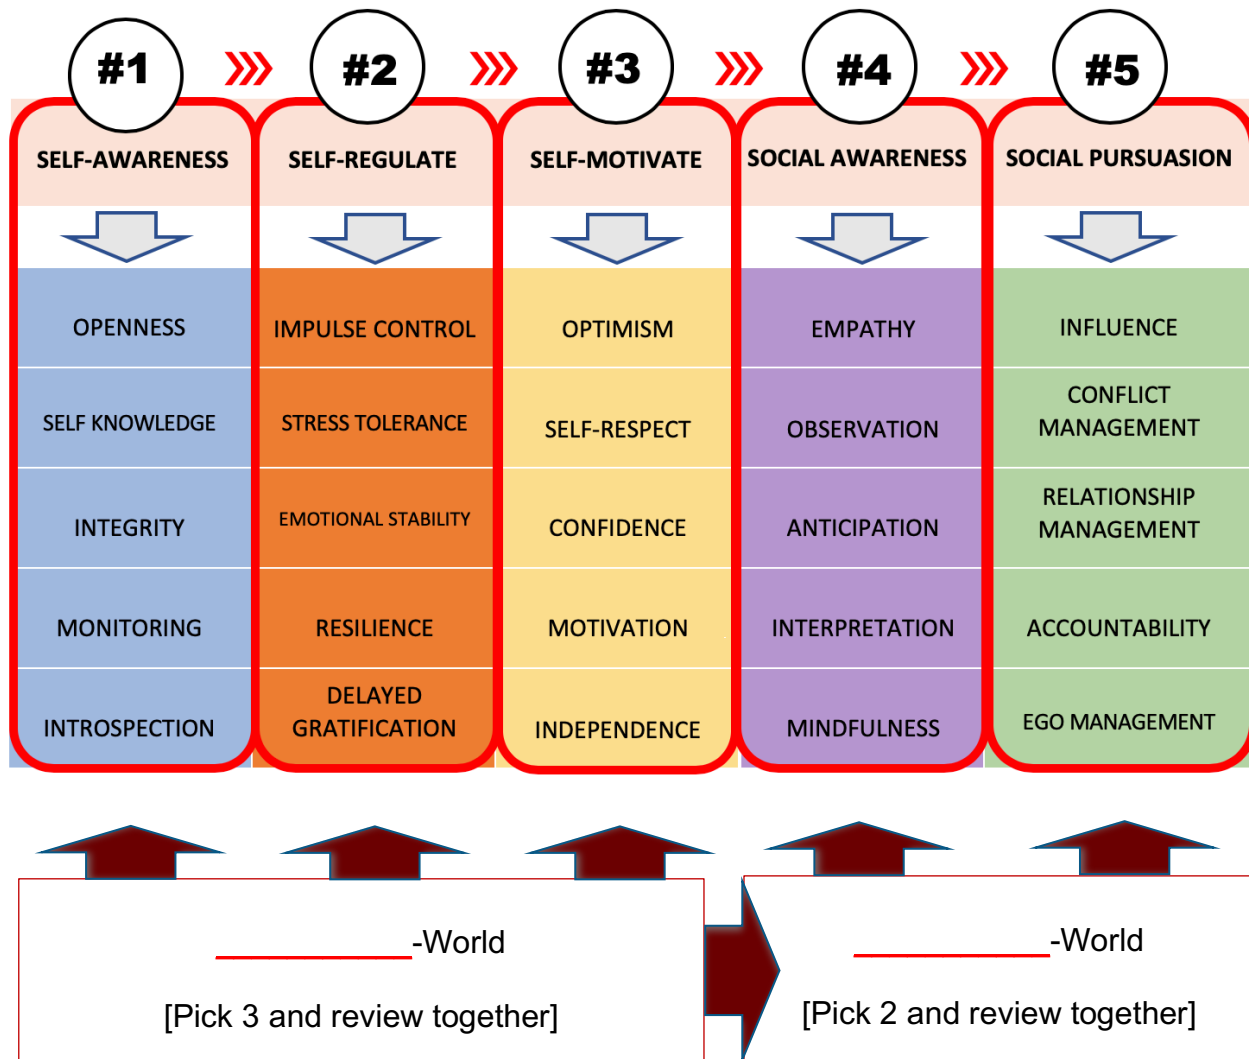 #1
#2
#3
#4
#5
SELF-AWARENESS
SELF-REGULATE
SELF-MOTIVATE
SOCIAL AWARENESS
SOCIAL PURSUASION
OPENNESS
IMPULSE CONTROL
OPTIMISM
EMPATHY
INFLUENCE
SELF KNOWLEDGE
STRESS TOLERANCE
SELF-RESPECT
OBSERVATION
CONFLICT
MANAGEMENT
INTEGRITY
EMOTIONAL STABILITY
CONFIDENCE
ANTICIPATION
RELATIONSHIP
MANAGEMENT
MONITORING
RESILIENCE
MOTIVATION
INTERPRETATION
ACCOUNTABILITY
INTROSPECTION
DELAYED
GRATIFICATION
INDEPENDENCE
MINDFULNESS
EGO MANAGEMENT
___________-World
[Pick 3 and review together]
_____________-World
[Pick 2 and review together]